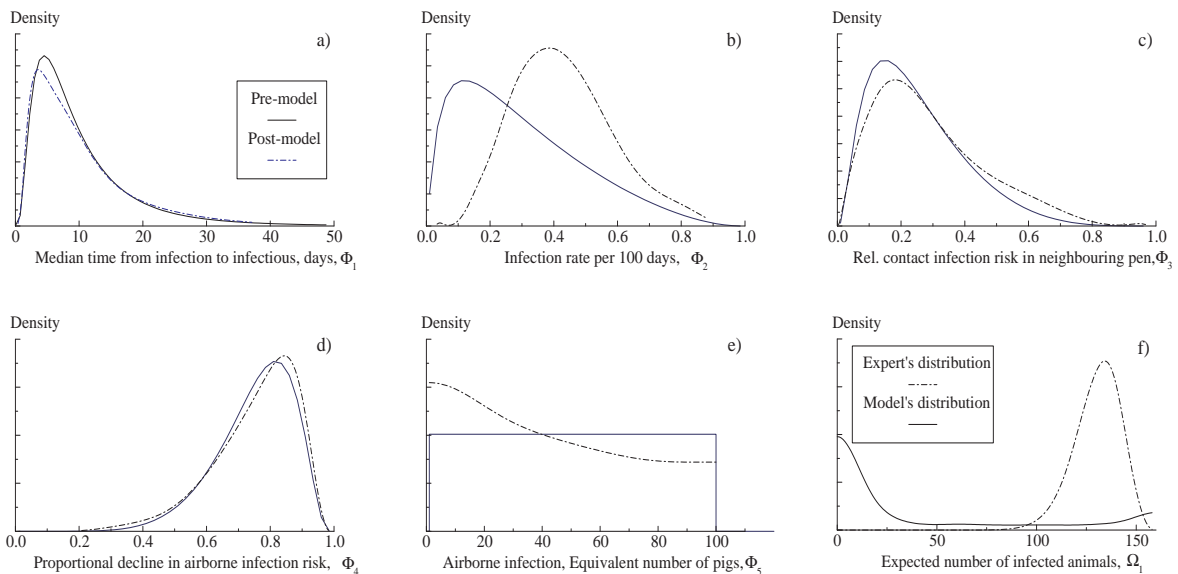 Density
a)
Pre-model
Post-model
0 10 20 30 40 50
Median time from infection to infectious, days, Φ1
Density
b)
0.0 0.2 0.4 0.6 0.8 1.0
Infection rate per 100 days, Φ2
Density
c)
0.0 0.2 0.4 0.6 0.8 1.0
Rel. contact infection risk in neighbouring pen,Φ3
Density
d)
0.0 0.2 0.4 0.6 0.8 1.0
Proportional decline in airborne infection risk, Φ4
Density
e)
0 20 40 60 80 100
Airborne infection, Equivalent number of pigs,Φ5
Density
f)
Expert's distribution
Model's distribution
0 50 100 150
Expected number of infected animals, Ω1